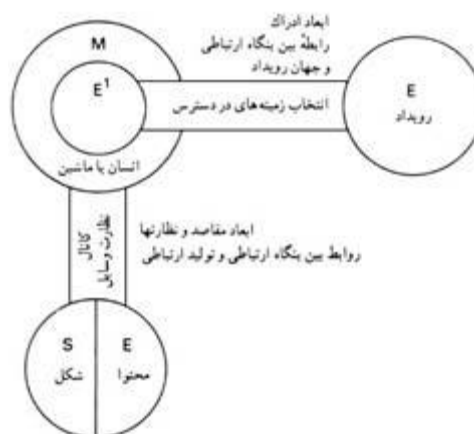 ابعاد ادراك
رابطهٔ بین بنگاه ارتباطی
و جهان رویداد
M
E¹
انتخاب زمینه‌های در دسترس
E
رویداد
انسان یا ماشین
کانال
نظارت وسایل
ابعاد مقاصد و نظارتها
روابط بین بنگاه ارتباطی و تولید ارتباطی
S
E
شکل
محتوا